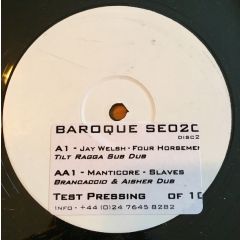 BAROQUE SE02D
DISC2
A1 - Jay Welsh - Four Horsemen
Tilt Ragga Sub Dub
AA1 - Manticore - Slaves
Brancaccio & Aisher Dub
Test Pressing of 10
Info - +44 (0)24 7645 8282